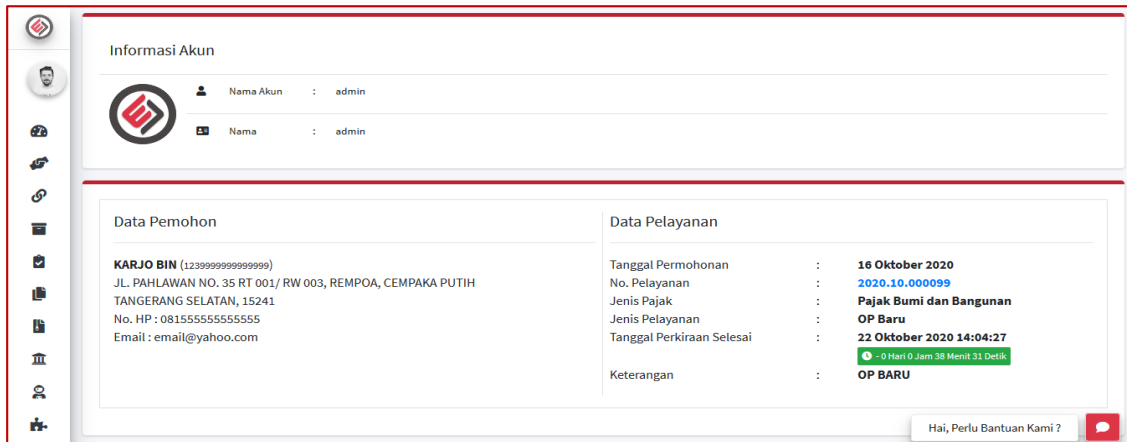 Informasi Akun
Nama Akun : admin
Nama : admin
Data Pemohon
KARJO BIN (1239999999999999)
JL. PAHLAWAN NO. 35 RT 001/ RW 003, REMPOA, CEMPAKA PUTIH
TANGERANG SELATAN, 15241
No. HP : 081555555555555
Email : email@yahoo.com
Data Pelayanan
Tanggal Permohonan : 16 Oktober 2020
No. Pelayanan : 2020.10.000099
Jenis Pajak : Pajak Bumi dan Bangunan
Jenis Pelayanan : OP Baru
Tanggal Perkiraan Selesai : 22 Oktober 2020 14:04:27
- 0 Hari 0 Jam 38 Menit 31 Detik
Keterangan : OP BARU
Hai, Perlu Bantuan Kami ?